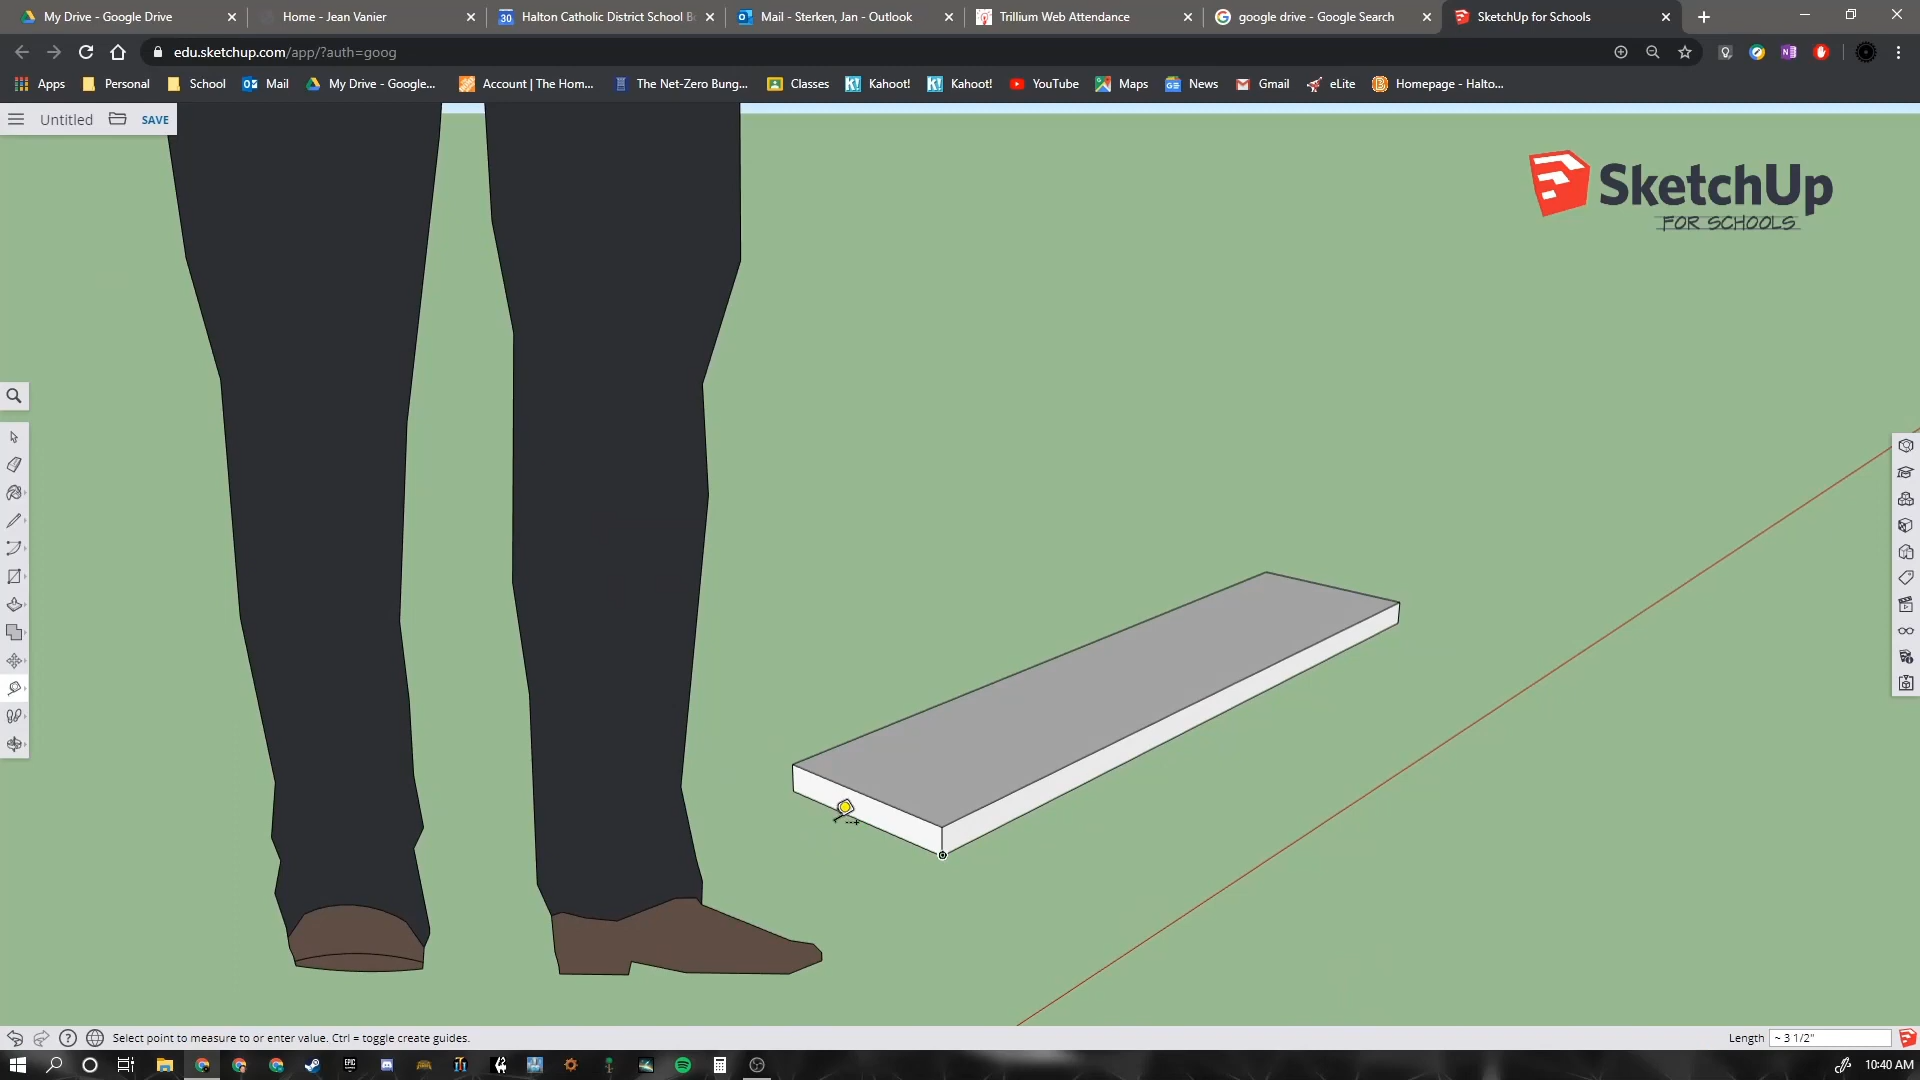 My Drive - Google Drive
Home - Jean Vanier
Halton Catholic District School B
Mail - Sterken, Jan - Outlook
Trillium Web Attendance
google drive - Google Search
SketchUp for Schools
edu.sketchup.com/app/?auth=goog
Apps
Personal
School
Mail
My Drive - Google...
Account | The Hom...
The Net-Zero Bung...
Classes
Kahoot!
Kahoot!
YouTube
Maps
News
Gmail
eLite
Homepage - Halto...
Untitled
SAVE
SketchUp
FOR SCHOOLS
Select point to measure to or enter value. Ctrl = toggle create guides.
Length
~ 3 1/2"
10:40 AM